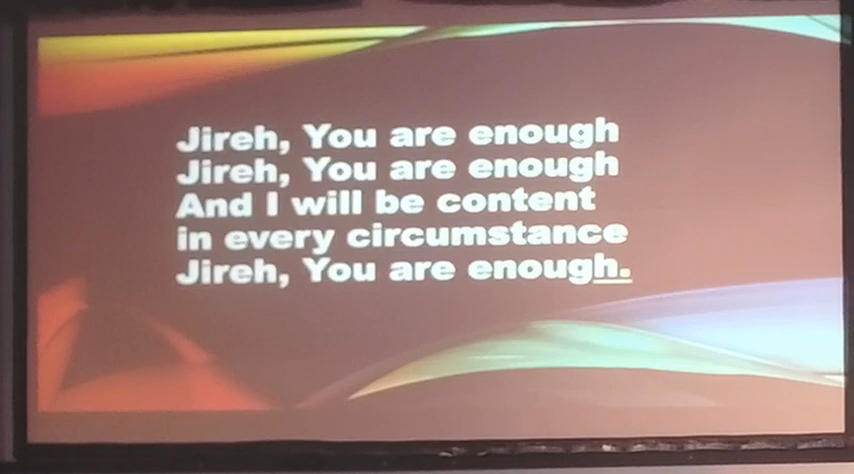 Jireh, You are enough
Jireh, You are enough
And I will be content
in every circumstance
Jireh, You are enough.